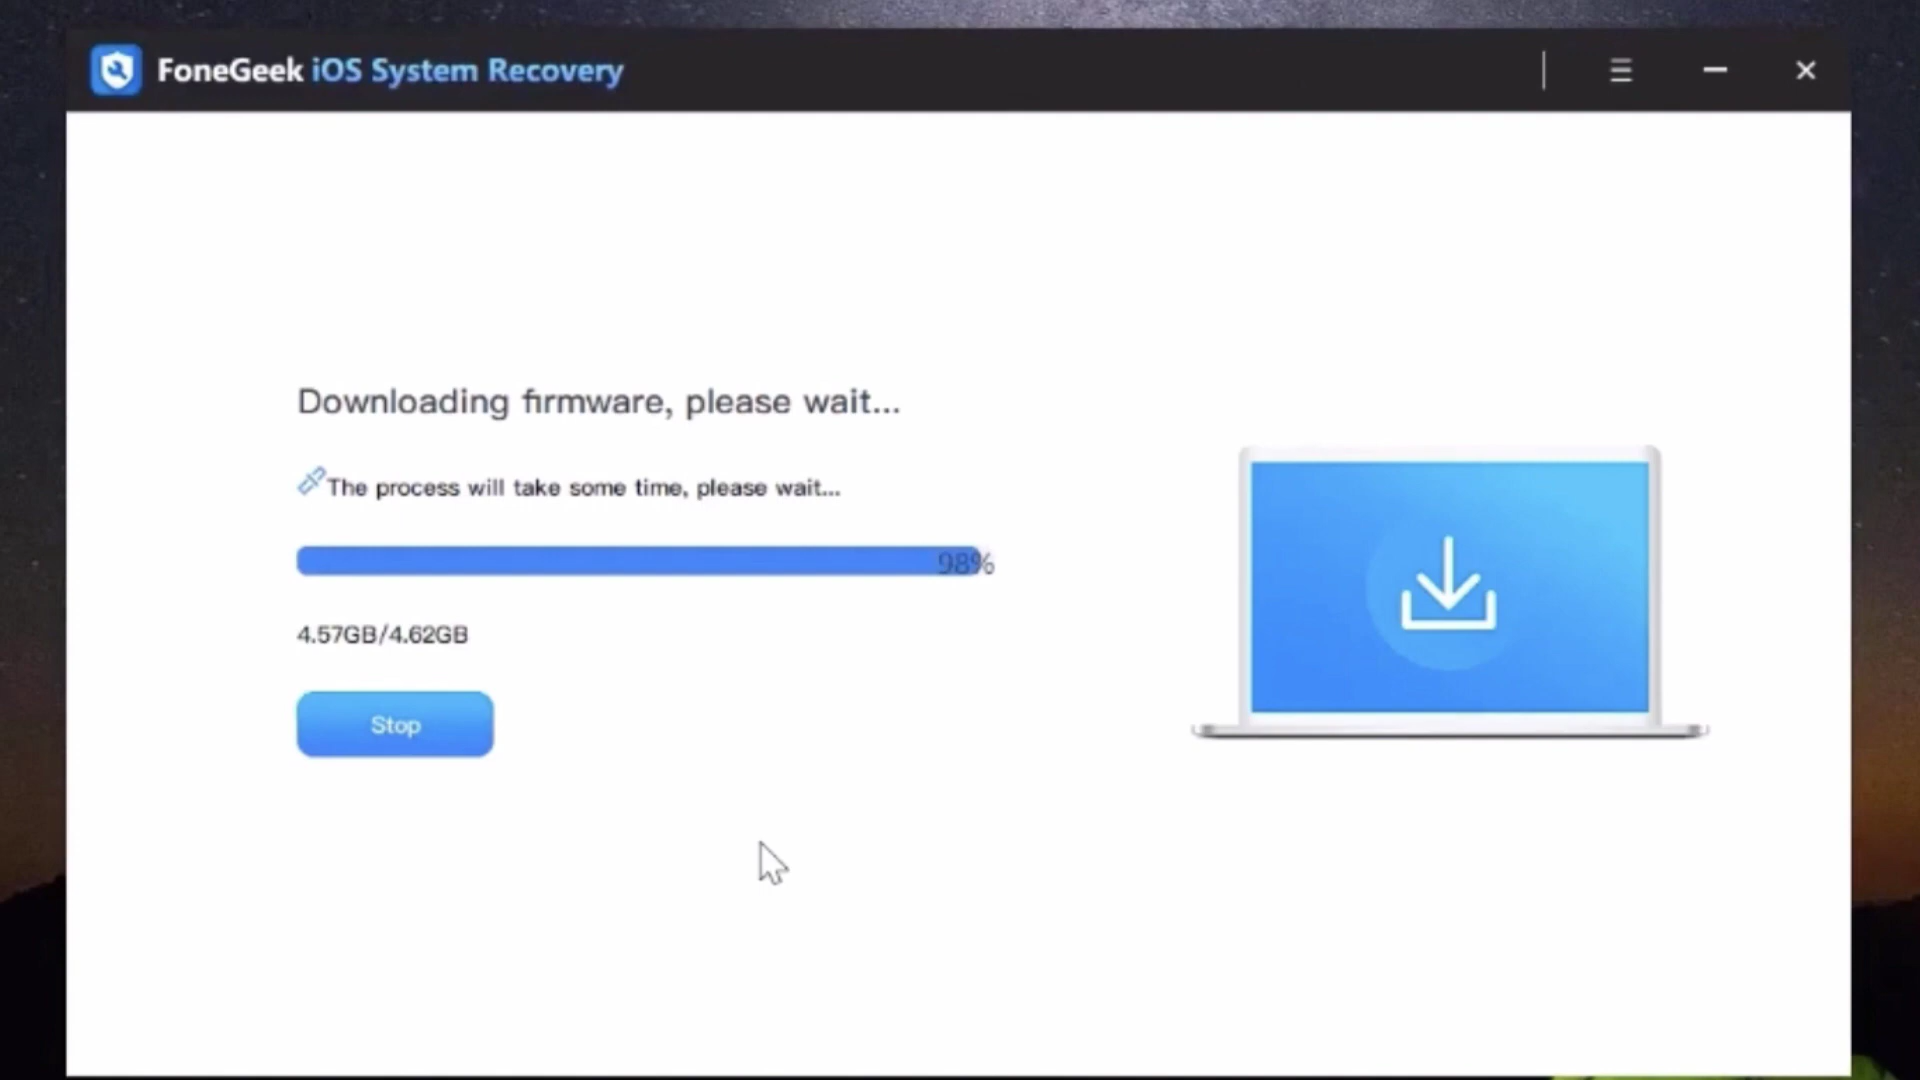 FoneGeek iOS System Recovery
Downloading firmware, please wait...
The process will take some time, please wait...
98%
4.57GB/4.62GB
Stop